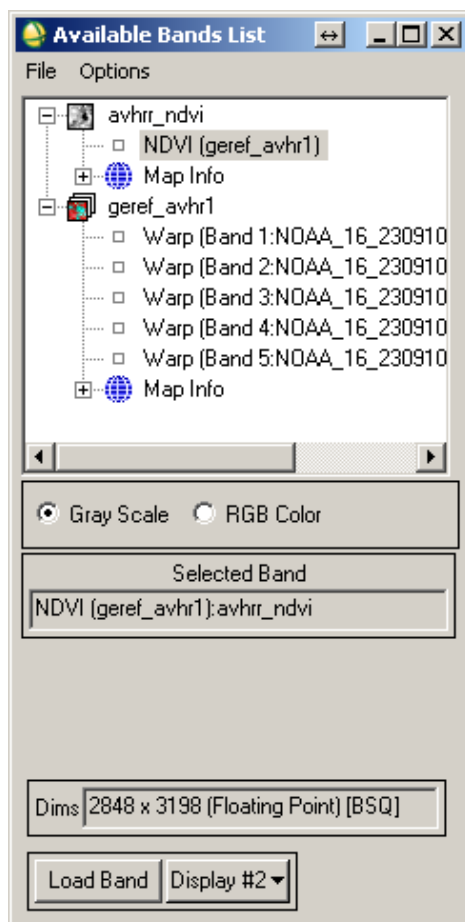 Available Bands List
File Options
avhrr_ndvi
NDVI (geref_avhr1)
Map Info
geref_avhr1
Warp (Band 1:NOAA_16_230910
Warp (Band 2:NOAA_16_230910
Warp (Band 3:NOAA_16_230910
Warp (Band 4:NOAA_16_230910
Warp (Band 5:NOAA_16_230910
Map Info
Gray Scale RGB Color
Selected Band
NDVI (geref_avhr1):avhrr_ndvi
Dims 2848 x 3198 (Floating Point) [BSQ]
Load Band Display #2